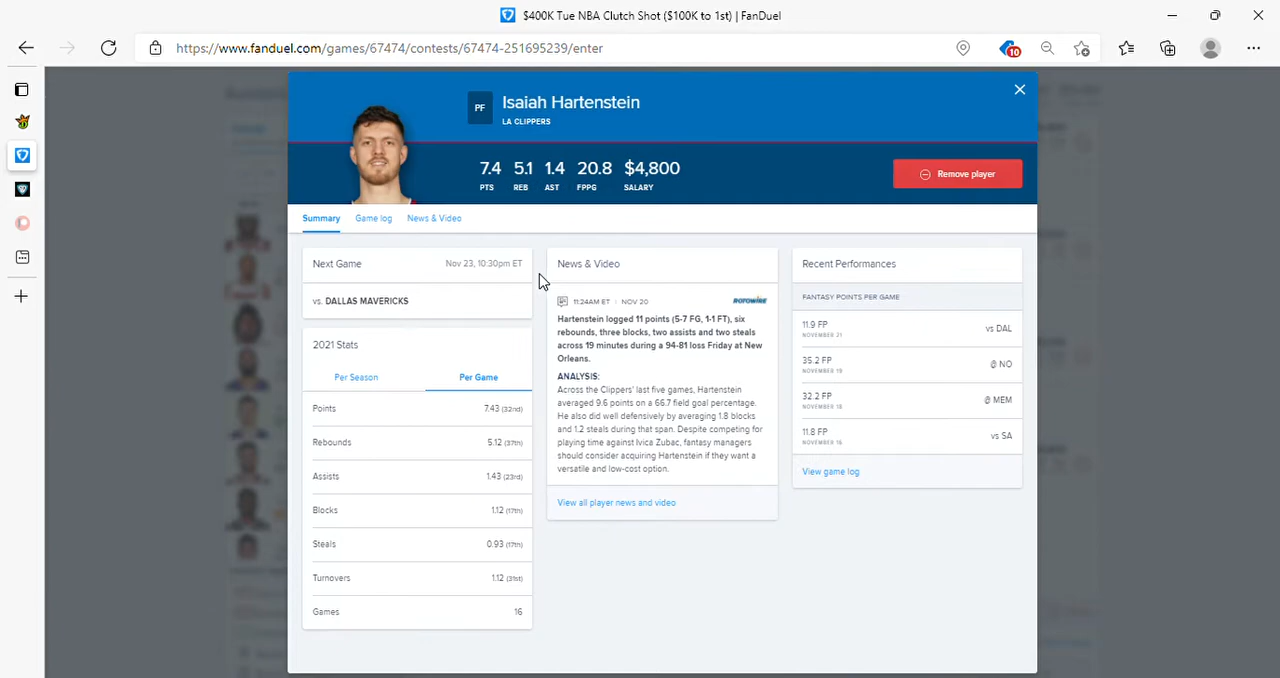 $400K Tue NBA Clutch Shot ($100K to 1st) | FanDuel
https://www.fanduel.com/games/67474/contests/67474-251695239/enter
10
PF
Isaiah Hartenstein
LA CLIPPERS
7.4 5.1 1.4 20.8 $4,800
PTS REB AST FPPG SALARY
Remove player
Summary Game log News & Video
Next Game Nov 23, 10:30pm ET
vs. DALLAS MAVERICKS
2021 Stats
Per Season Per Game
Points 7.43 (32nd)
Rebounds 5.12 (37th)
Assists 1.43 (23rd)
Blocks 1.12 (17th)
Steals 0.93 (17th)
Turnovers 1.12 (31st)
Games 16
News & Video
11:24AM ET | NOV 20 ROTOWIRE
Hartenstein logged 11 points (5-7 FG, 1-1 FT), six
rebounds, three blocks, two assists and two steals
across 19 minutes during a 94-81 loss Friday at New
Orleans.
ANALYSIS:
Across the Clippers' last five games, Hartenstein
averaged 9.6 points on a 66.7 field goal percentage.
He also did well defensively by averaging 1.8 blocks
and 1.2 steals during that span. Despite competing for
playing time against Ivica Zubac, fantasy managers
should consider acquiring Hartenstein if they want a
versatile and low-cost option.
View all player news and video
Recent Performances
FANTASY POINTS PER GAME
11.9 FP vs DAL
NOVEMBER 21
35.2 FP @ NO
NOVEMBER 19
32.2 FP @ MEM
NOVEMBER 18
11.8 FP vs SA
NOVEMBER 16
View game log